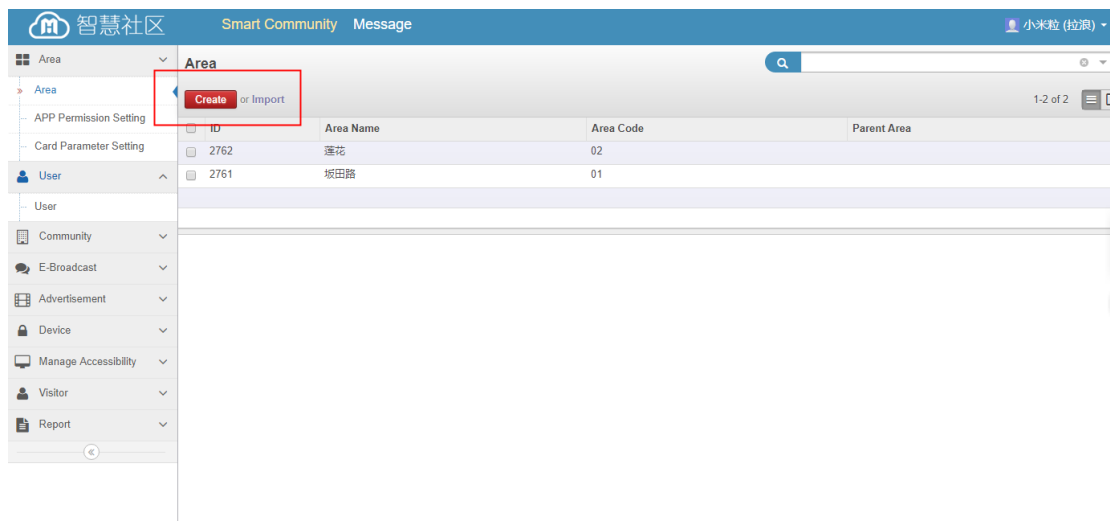 智慧社区 Smart Community Message 小米粒 (拉浪)
Area
Area
APP Permission Setting
Card Parameter Setting
User
User
Community
E-Broadcast
Advertisement
Device
Manage Accessibility
Visitor
Report
Area
Create or Import 1-2 of 2
ID Area Name Area Code Parent Area
2762 莲花 02
2761 坂田路 01